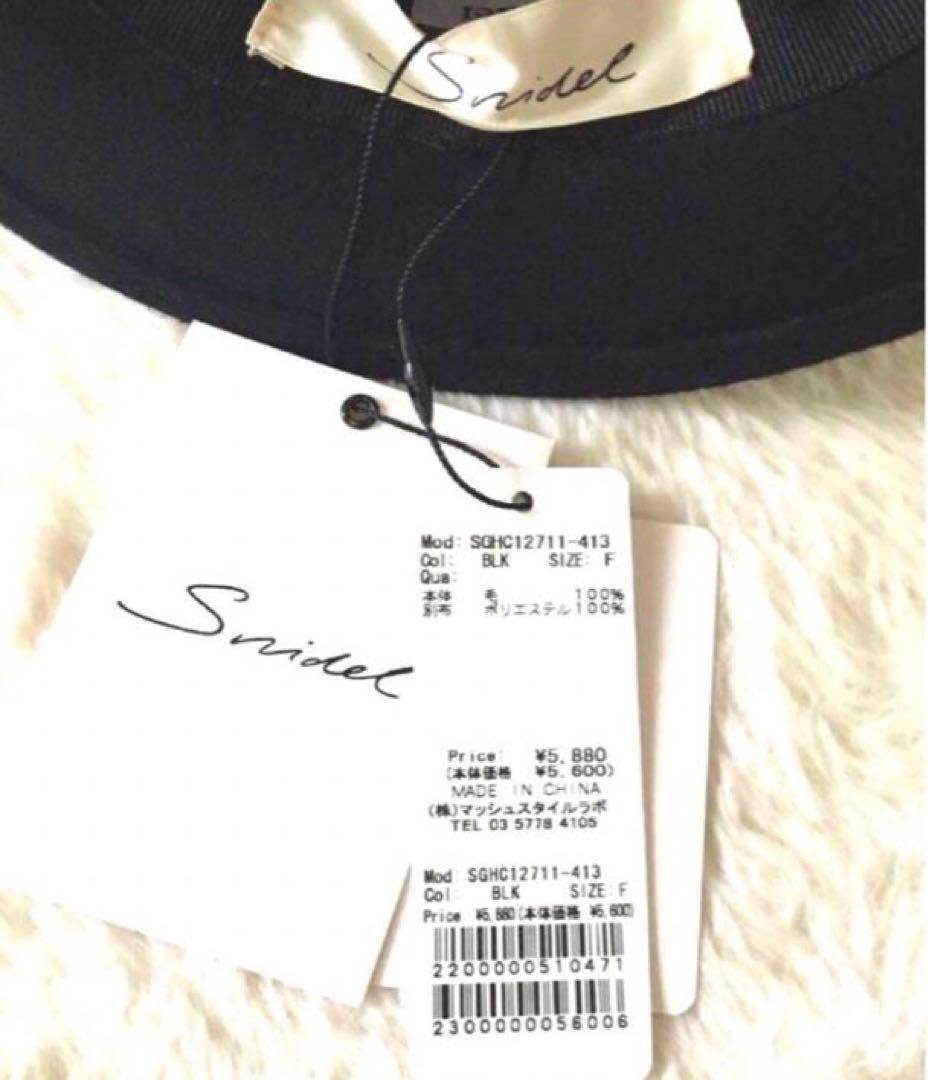 Snidel
Snidel
Mod: SGHC12711-413
Col: BLK SIZE: F
Qua:
本体 毛 100%
別布 ポリエステル100%
Price: ¥5,880
(本体価格 ¥5,600)
MADE IN CHINA
(株)マッシュスタイルラボ
TEL 03 5778 4105
Mod: SGHC12711-413
Col: BLK SIZE:F
Price ¥5,880(本体価格 ¥5,600)
2200000510471
2300000056006